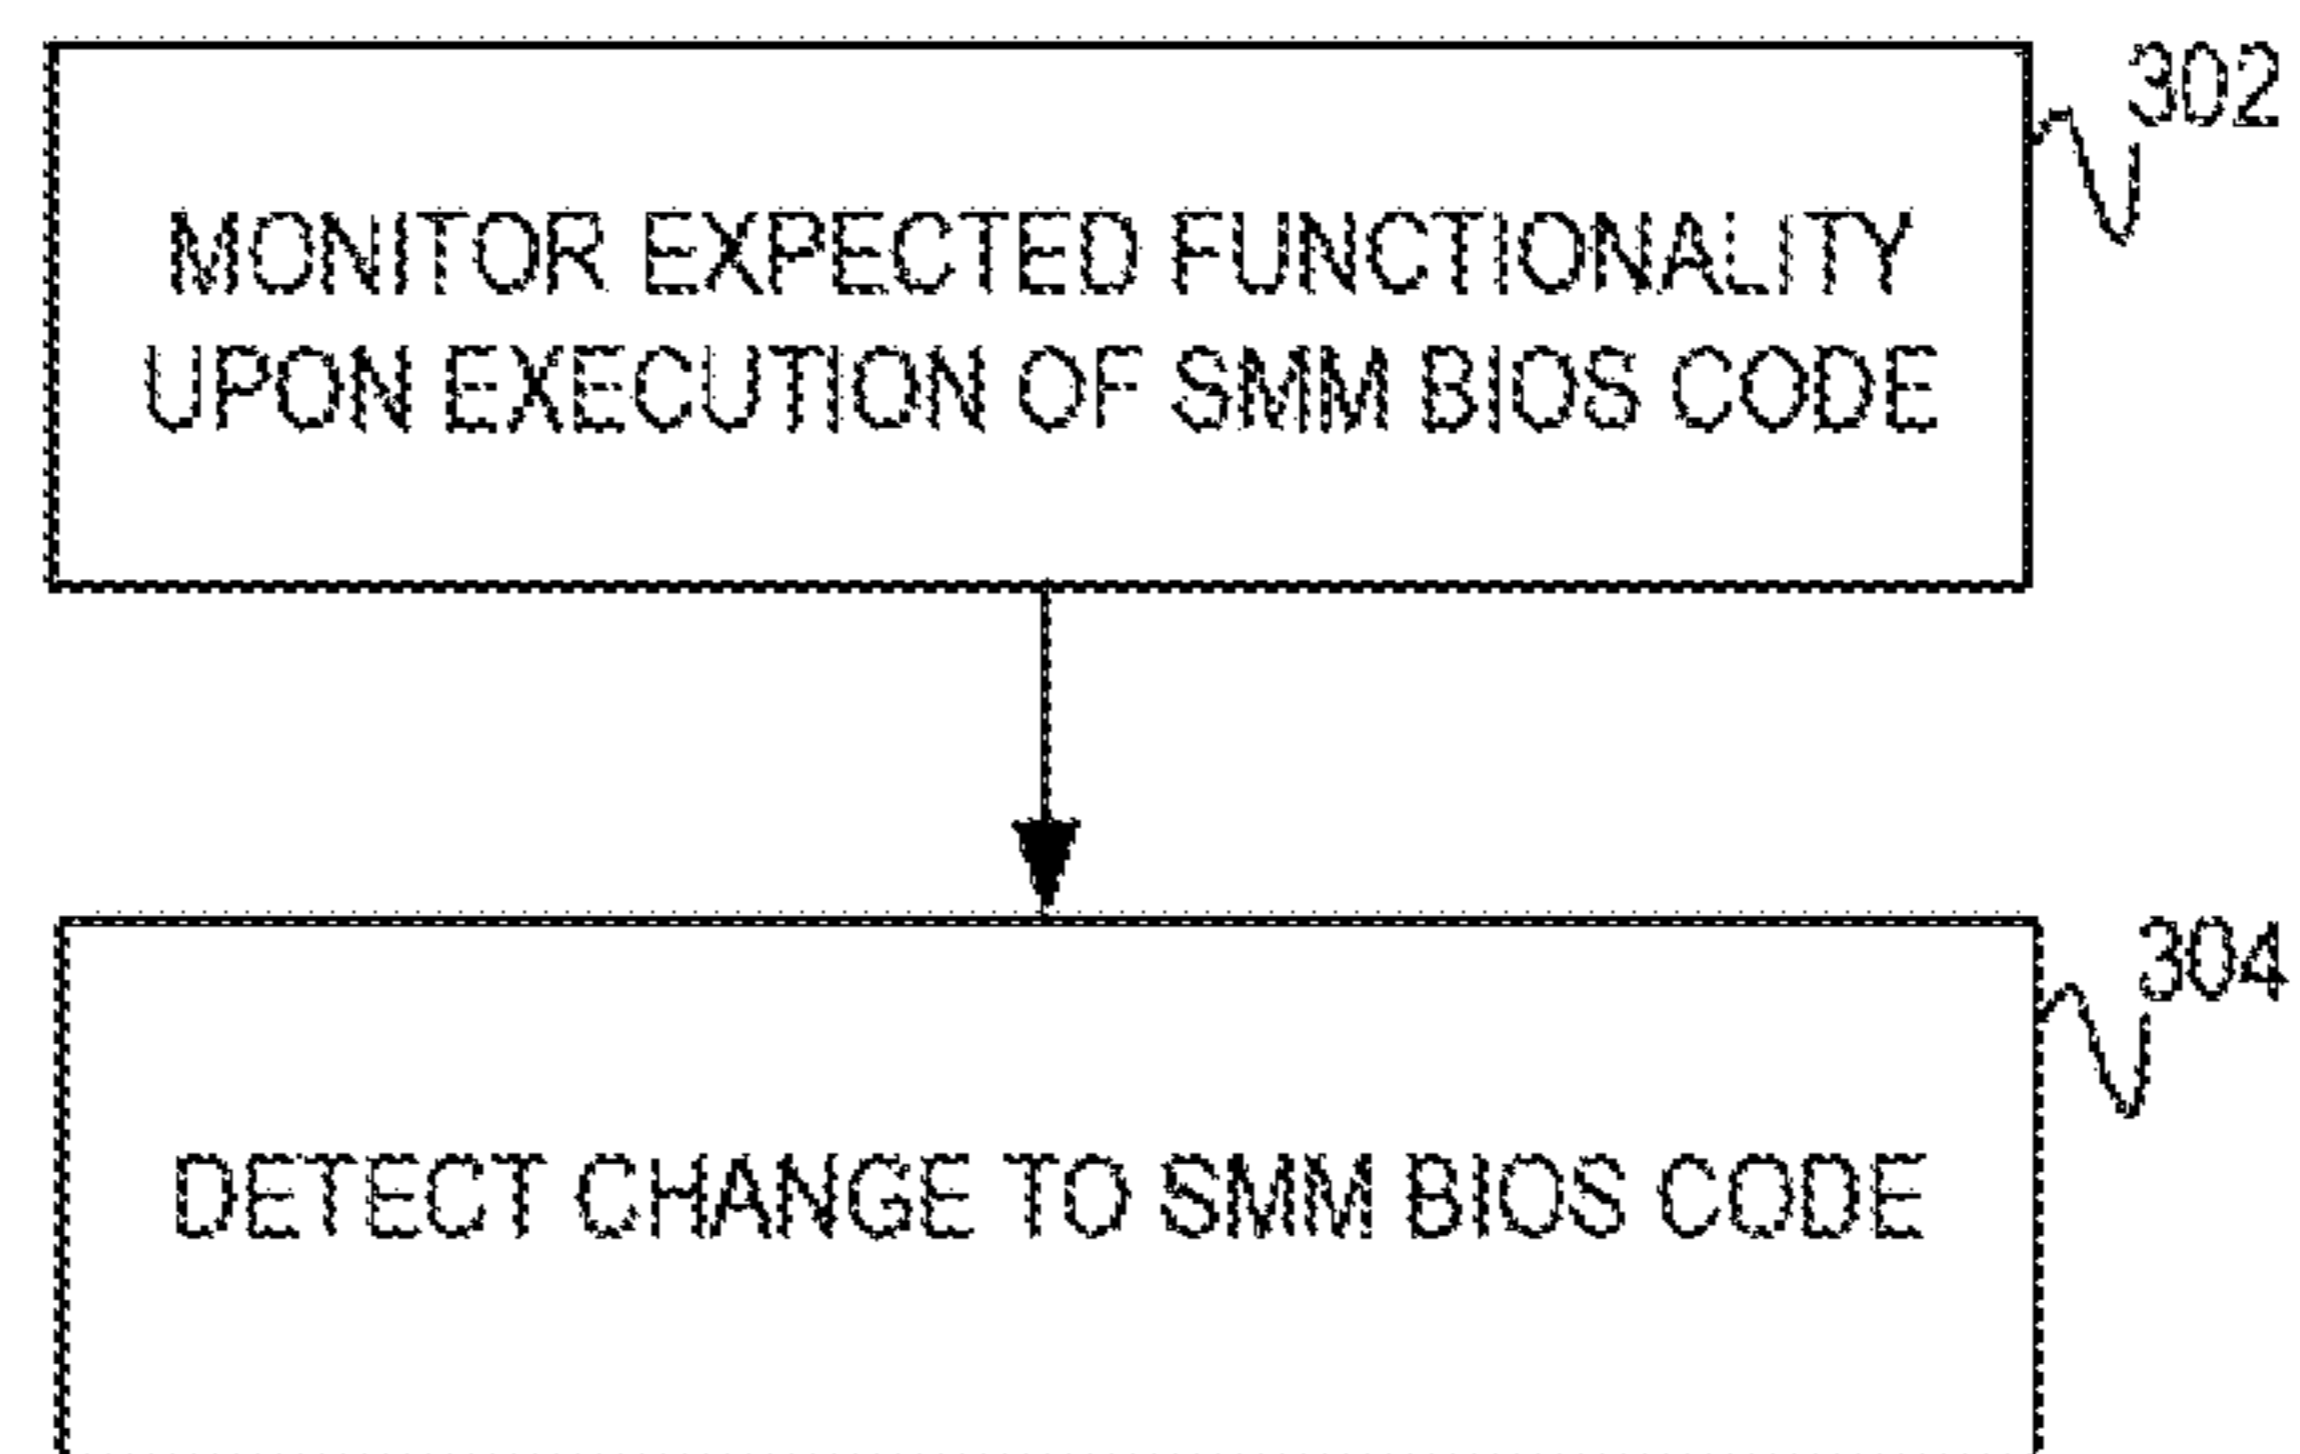 302
MONITOR EXPECTED FUNCTIONALITY
UPON EXECUTION OF SMM BIOS CODE
304
DETECT CHANGE TO SMM BIOS CODE